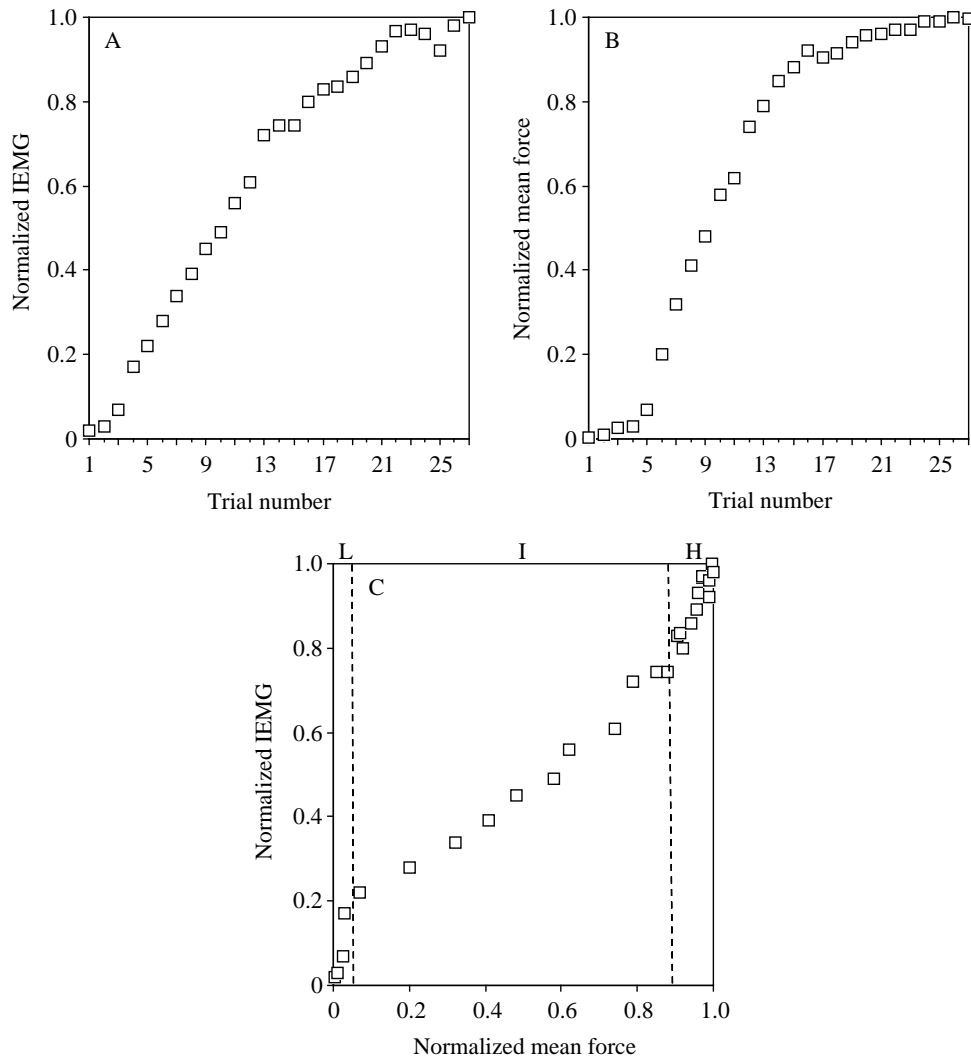 A
Normalized IEMG
1.0
0.8
0.6
0.4
0.2
0
1 5 9 13 17 21 25
Trial number
B
Normalized mean force
1.0
0.8
0.6
0.4
0.2
0
1 5 9 13 17 21 25
Trial number
L I H
C
Normalized IEMG
1.0
0.8
0.6
0.4
0.2
0
0 0.2 0.4 0.6 0.8 1.0
Normalized mean force